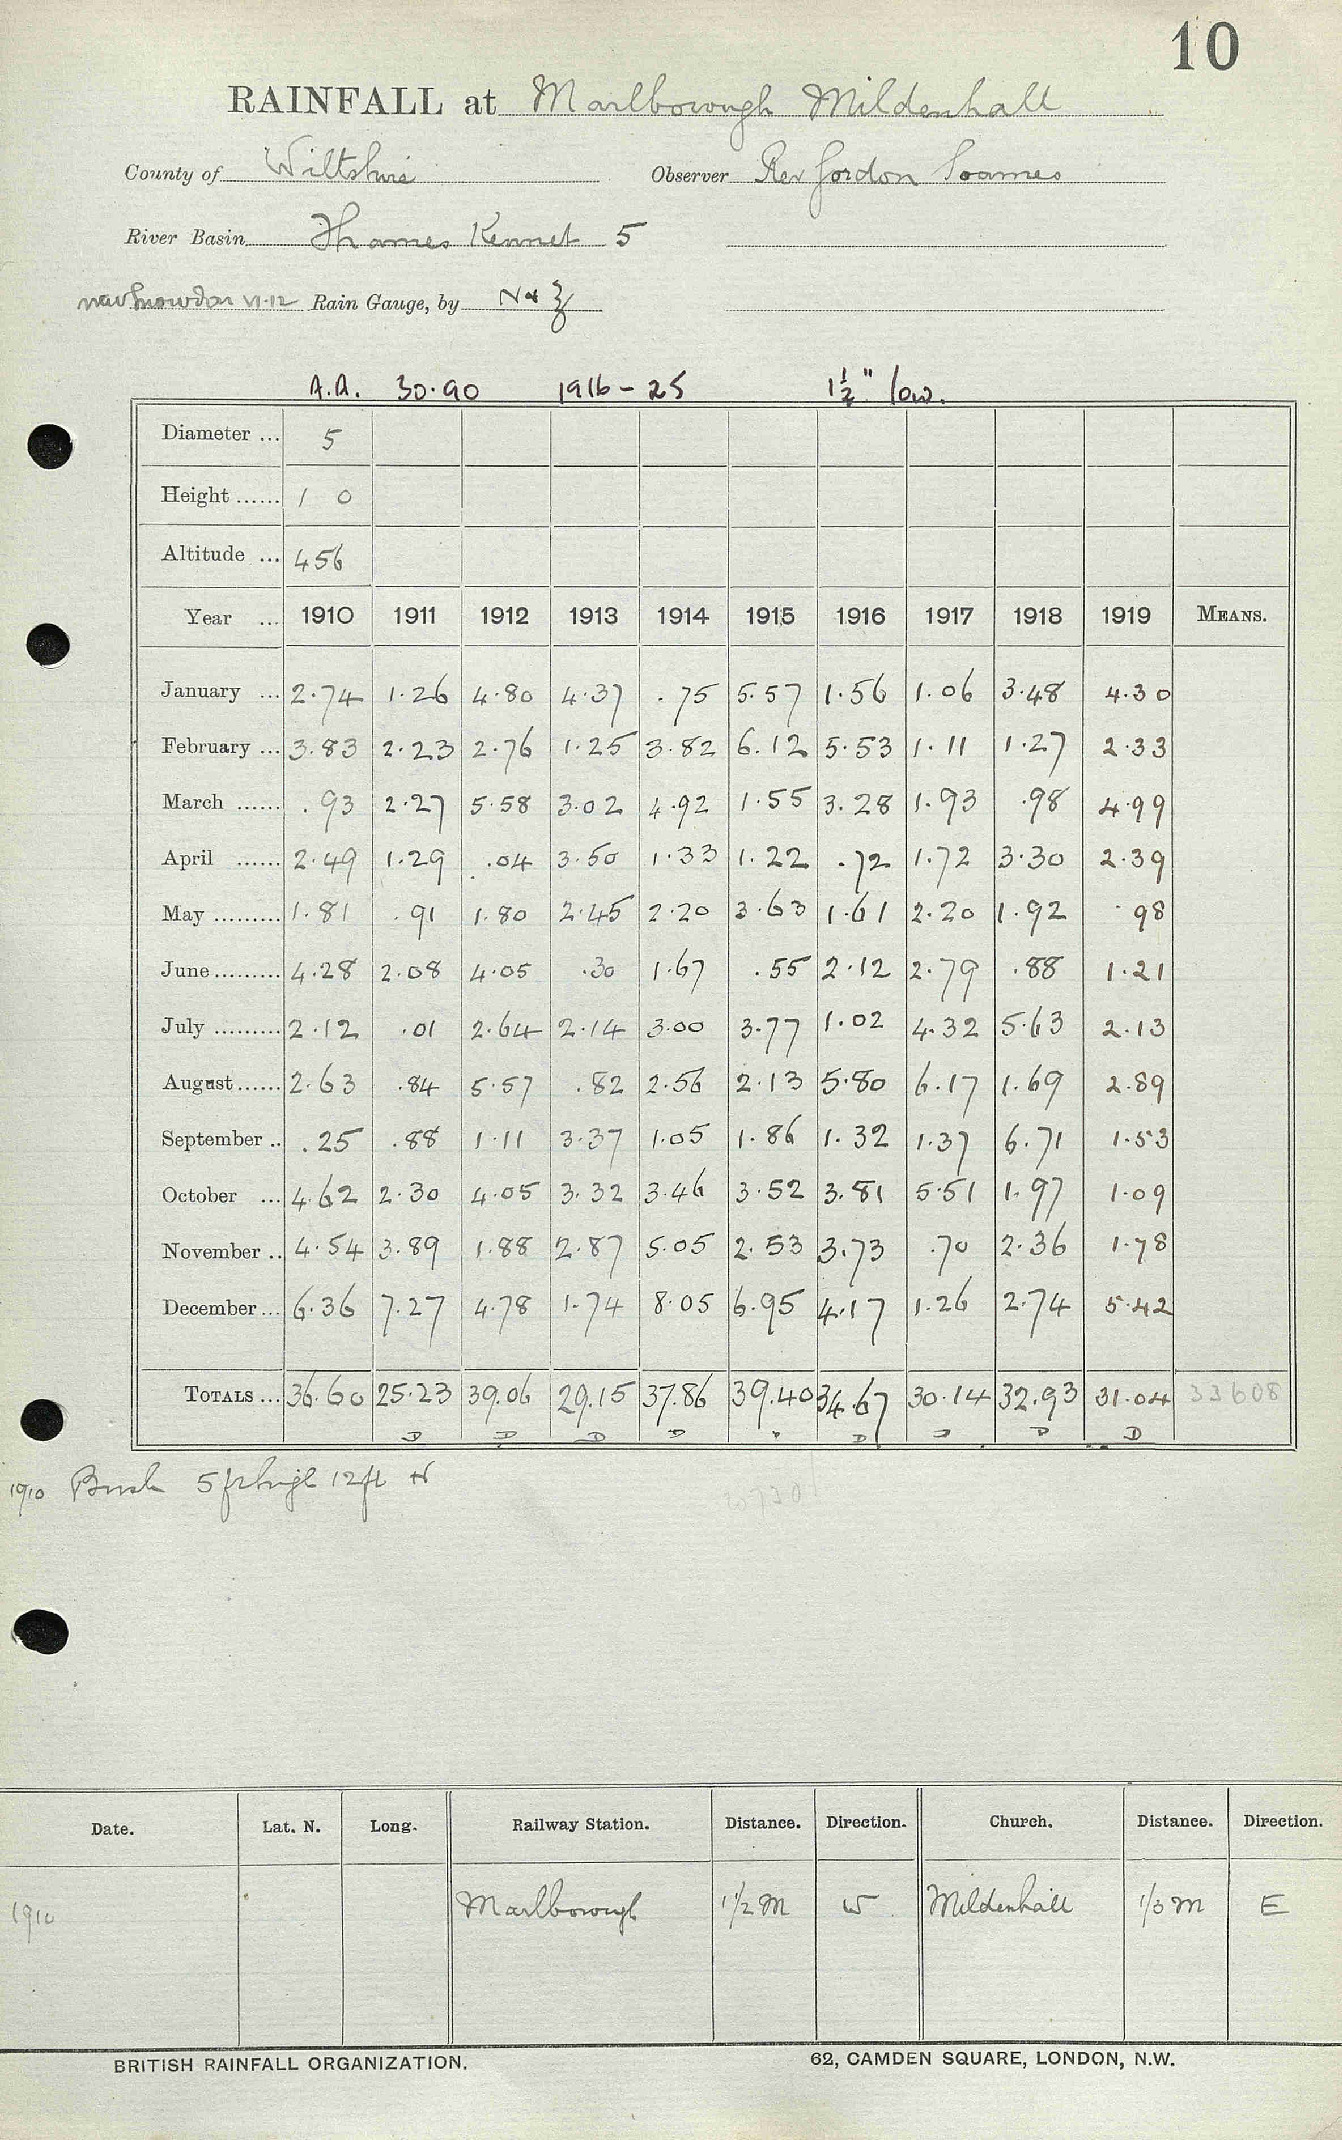 10
RAINFALL at Marlborough Mildenhall
County of Wiltshire Observer Rev Gordon Soames
River Basin Thames Kennet 5
new Snowdon VI.12 Rain Gauge, by N & Z
A.A. 30.90 1916-25 1½" low.
Diameter ... 5
Height ...... 1 0
Altitude ... 456
Year ... 1910 1911 1912 1913 1914 1915 1916 1917 1918 1919 MEANS.
January ... 2.74 1.26 4.80 4.37 .75 5.57 1.56 1.06 3.48 4.30
February ... 3.83 2.23 2.76 1.25 3.82 6.12 5.53 1.11 1.27 2.33
March ...... .93 2.27 5.58 3.02 4.92 1.55 3.28 1.93 .98 4.99
April ...... 2.49 1.29 .04 3.50 1.33 1.22 .72 1.72 3.30 2.39
May ......... 1.81 .91 1.80 2.45 2.20 3.63 1.61 2.20 1.92 .98
June ......... 4.28 2.08 4.05 .30 1.67 .55 2.12 2.79 .88 1.21
July ......... 2.12 .01 2.64 2.14 3.00 3.77 1.02 4.32 5.63 2.13
August ...... 2.63 .84 5.57 .82 2.56 2.13 5.80 6.17 1.69 2.89
September .. .25 .88 1.11 3.37 1.05 1.86 1.32 1.37 6.71 1.53
October ... 4.62 2.30 4.05 3.32 3.46 3.52 3.81 5.51 1.97 1.09
November .. 4.54 3.89 1.88 2.87 5.05 2.53 3.73 .70 2.36 1.78
December ... 6.36 7.27 4.78 1.74 8.05 6.95 4.17 1.26 2.74 5.42
TOTALS ... 36.60 25.23 39.06 29.15 37.86 39.40 34.67 30.14 32.93 31.04 33608
D D D D D D D D
1910 Bush 5 ft high 12 ft N
Date. Lat. N. Long. Railway Station. Distance. Direction. Church. Distance. Direction.
1910 Marlborough 1½ M W Mildenhall 1/3 M E
BRITISH RAINFALL ORGANIZATION. 62, CAMDEN SQUARE, LONDON, N.W.